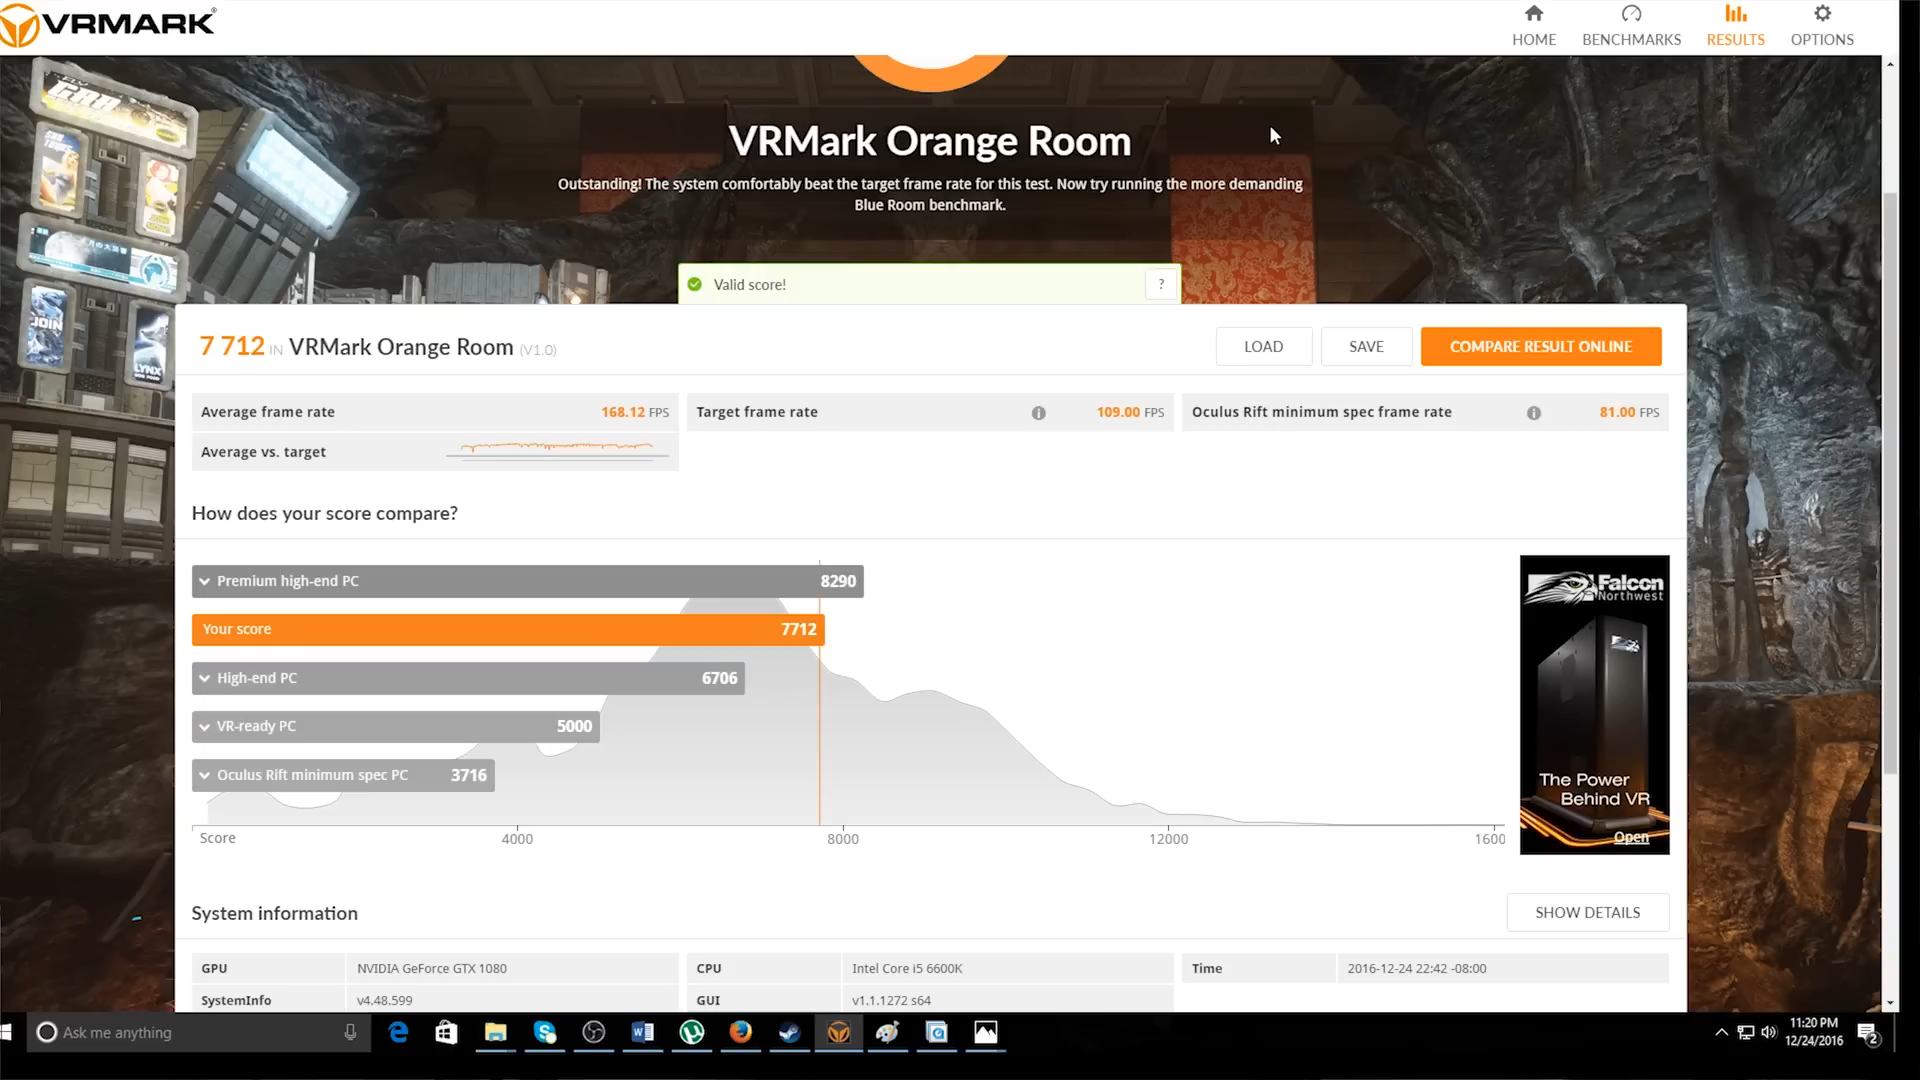 VRMARK
HOME BENCHMARKS RESULTS OPTIONS
VRMark Orange Room
Outstanding! The system comfortably beat the target frame rate for this test. Now try running the more demanding
Blue Room benchmark.
Valid score! ?
JOIN
LYNX
7 712 IN VRMark Orange Room (V1.0)
LOAD SAVE COMPARE RESULT ONLINE
Average frame rate 168.12 FPS
Target frame rate 109.00 FPS
Oculus Rift minimum spec frame rate 81.00 FPS
Average vs. target
How does your score compare?
Premium high-end PC 8290
Your score 7712
High-end PC 6706
VR-ready PC 5000
Oculus Rift minimum spec PC 3716
Score 4000 8000 12000 1600
Falcon
Northwest
The Power
Behind VR
Open
System information
SHOW DETAILS
GPU NVIDIA GeForce GTX 1080
CPU Intel Core i5 6600K
Time 2016-12-24 22:42 -08:00
SystemInfo v4.48.599
GUI v1.1.1272 s64
Ask me anything
11:20 PM
12/24/2016
2